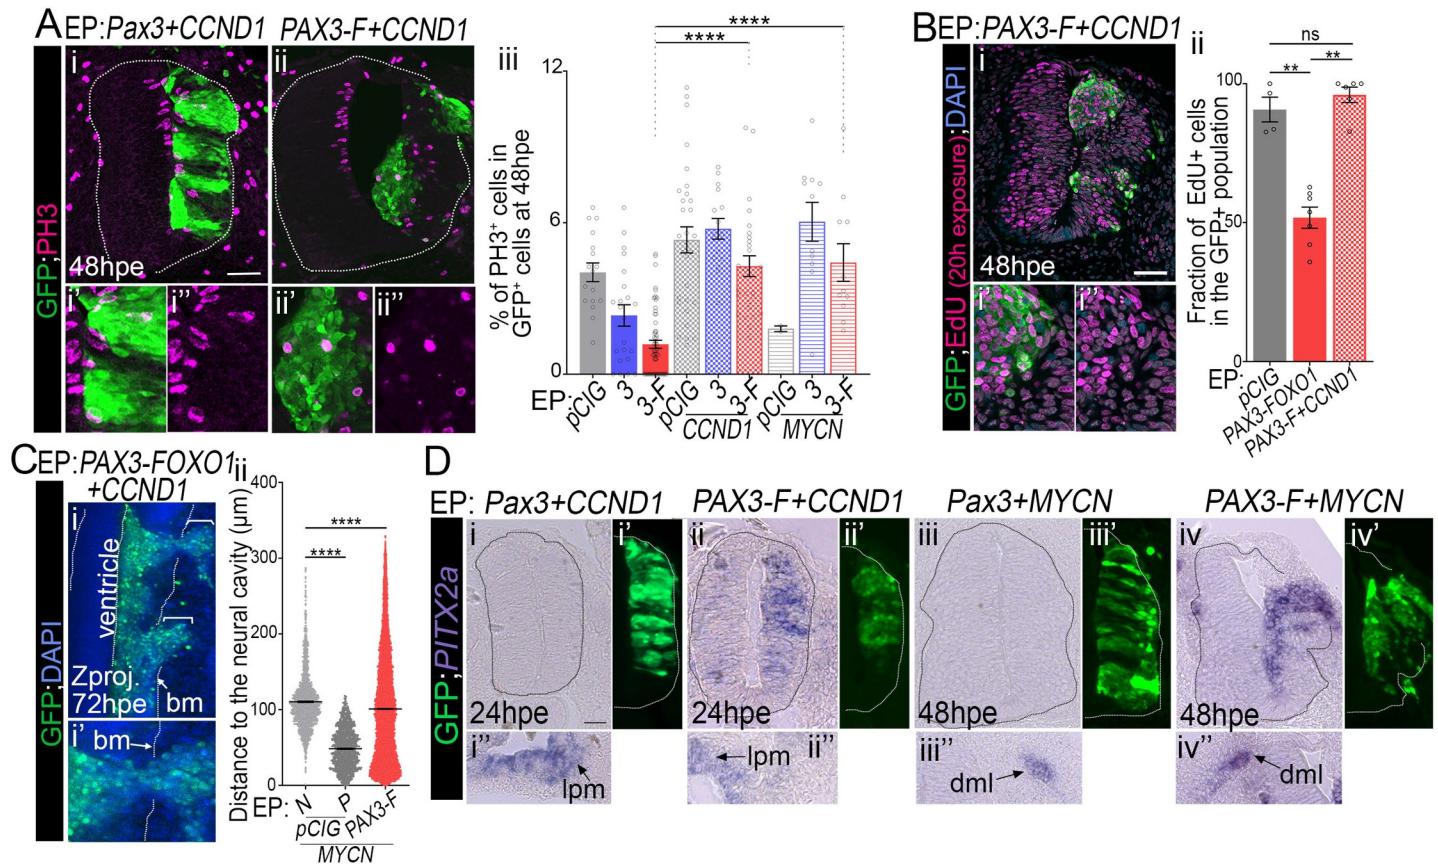 A
EP: Pax3+CCND1
PAX3-F+CCND1
GFP;PH3
i
ii
48hpe
i'
i''
ii'
ii''
iii
****
****
% of PH3+ cells in
GFP+ cells at 48hpe
12
6
0
EP:
pCIG
3
3-F
pCIG
3
3-F
pCIG
3
3-F
CCND1
MYCN
B
EP: PAX3-F+CCND1
GFP;EdU (20h exposure);DAPI
i
48hpe
i'
i''
ii
ns
**
**
Fraction of EdU+ cells
in the GFP+ population
100
50
0
EP:
pCIG
PAX3-FOXO1
PAX3-F+CCND1
C
EP: PAX3-FOXO1
+CCND1
GFP;DAPI
i
ventricle
Zproj.
72hpe
bm
i'
bm
ii
Distance to the neural cavity (µm)
400
300
200
100
0
****
****
EP:
N
P
PAX3-F
pCIG
MYCN
D
EP: Pax3+CCND1
PAX3-F+CCND1
Pax3+MYCN
PAX3-F+MYCN
GFP;PITX2a
i
i'
ii
ii'
iii
iii'
iv
iv'
24hpe
24hpe
48hpe
48hpe
i''
lpm
lpm
ii''
iii''
dml
iv''
dml